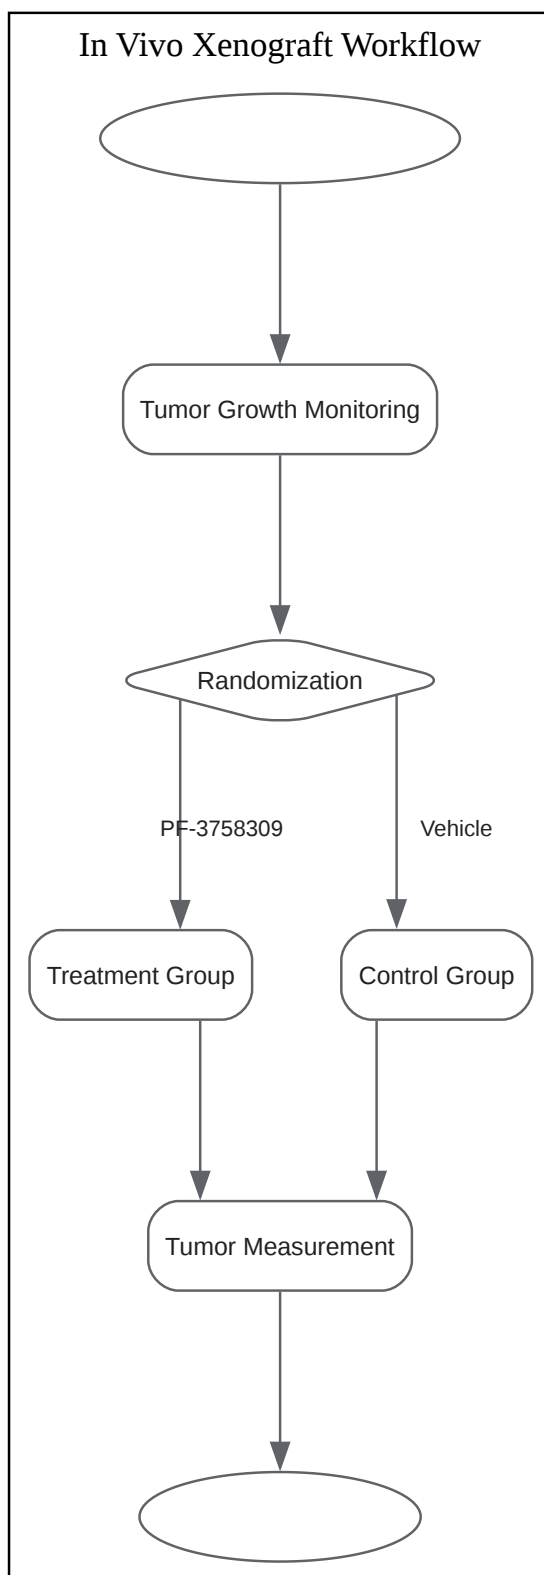 In Vivo Xenograft Workflow
Tumor Growth Monitoring
Randomization
PF-3758309
Vehicle
Treatment Group
Control Group
Tumor Measurement